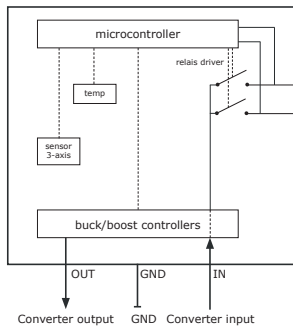 microcontroller
relais driver
temp
sensor
3-axis
buck/boost controllers
OUT
GND
IN
Converter output
GND
Converter input